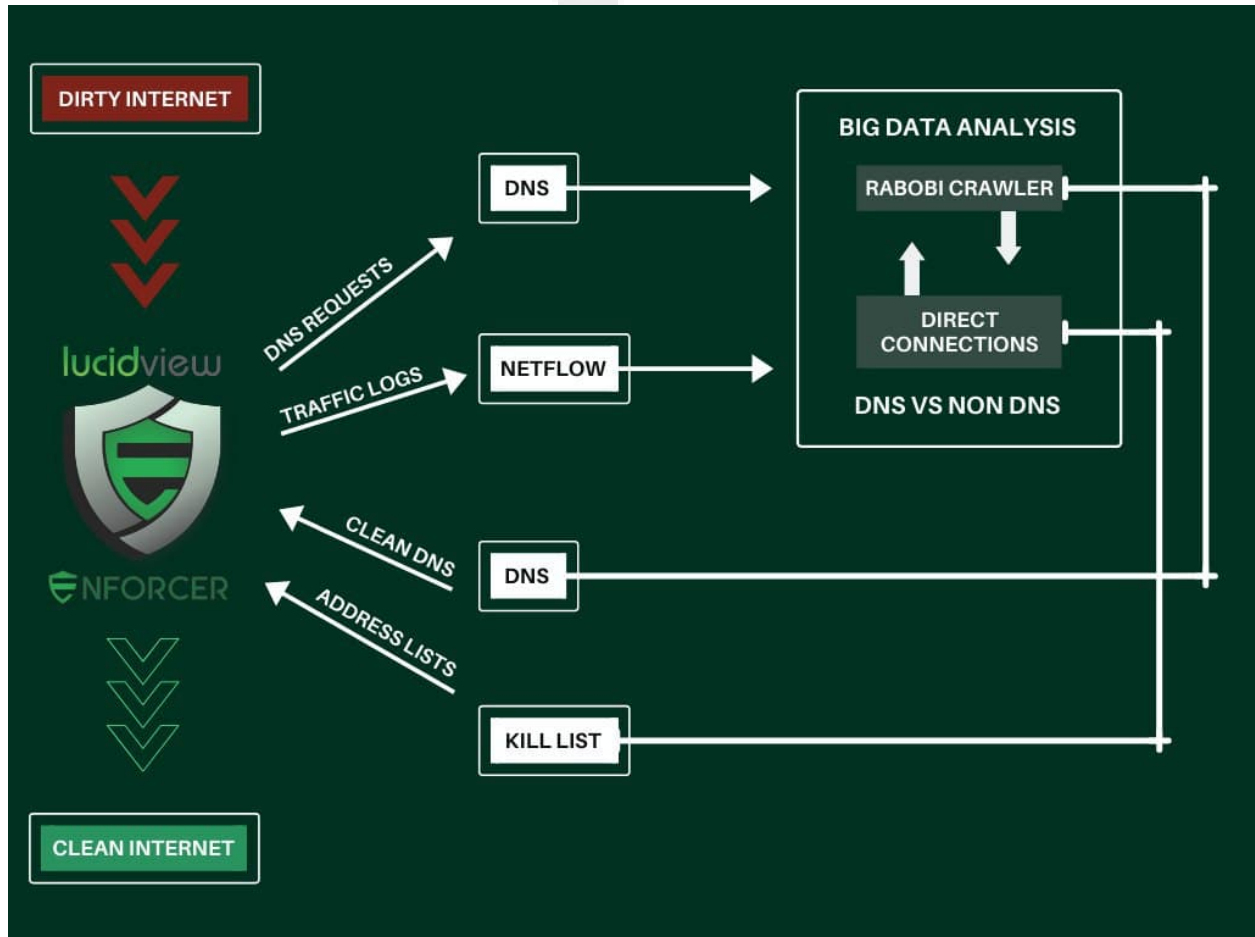 DIRTY INTERNET
lucidview
ENFORCER
CLEAN INTERNET
DNS REQUESTS
TRAFFIC LOGS
CLEAN DNS
ADDRESS LISTS
DNS
NETFLOW
DNS
KILL LIST
BIG DATA ANALYSIS
RABOBI CRAWLER
DIRECT
CONNECTIONS
DNS VS NON DNS